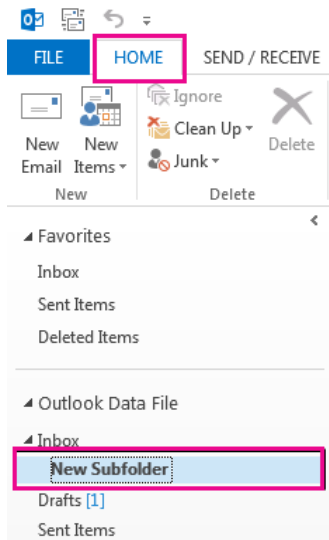 FILE HOME SEND / RECEIVE
New Email
New Items
Ignore
Clean Up
Junk
Delete
New Delete
Favorites
Inbox
Sent Items
Deleted Items
Outlook Data File
Inbox
New Subfolder
Drafts [1]
Sent Items